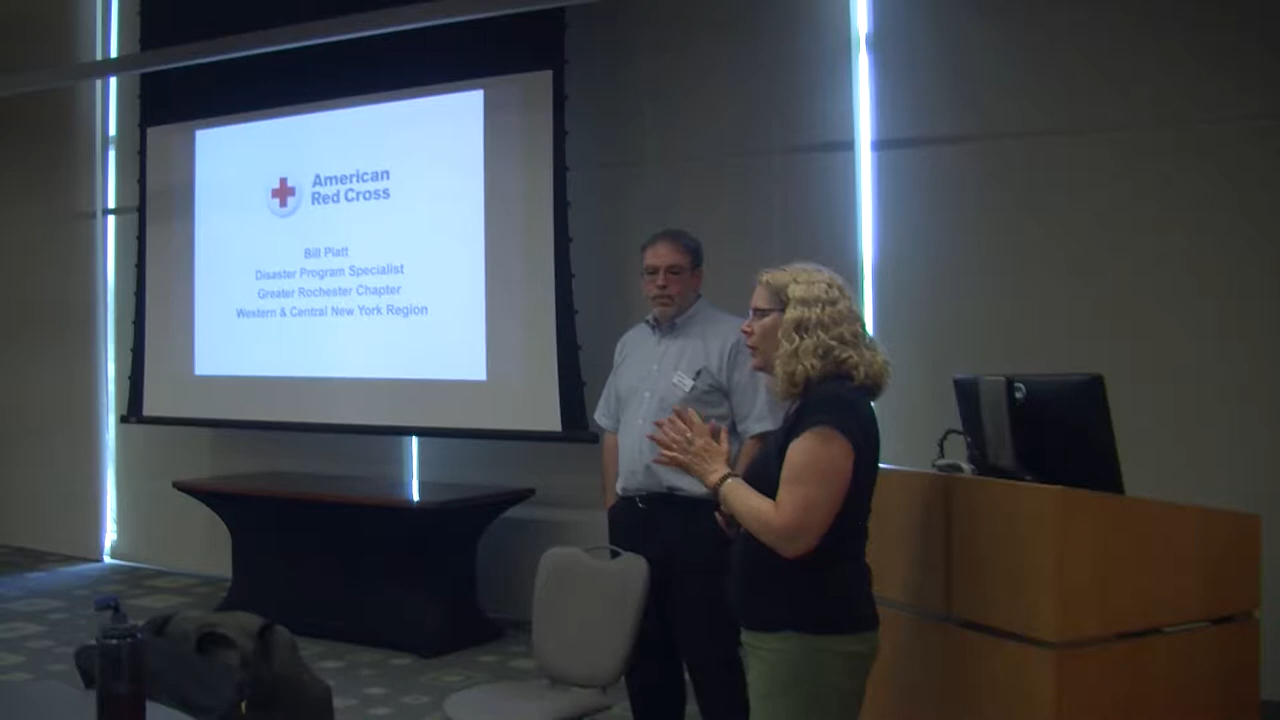 American
Red Cross
Bill Platt
Disaster Program Specialist
Greater Rochester Chapter
Western & Central New York Region